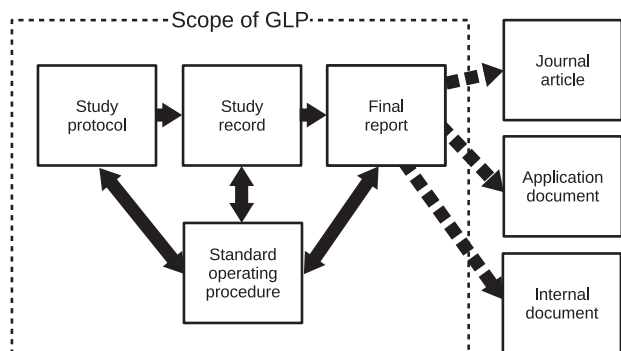 Scope of GLP
Study
protocol
Study
record
Final
report
Standard
operating
procedure
Journal
article
Application
document
Internal
document